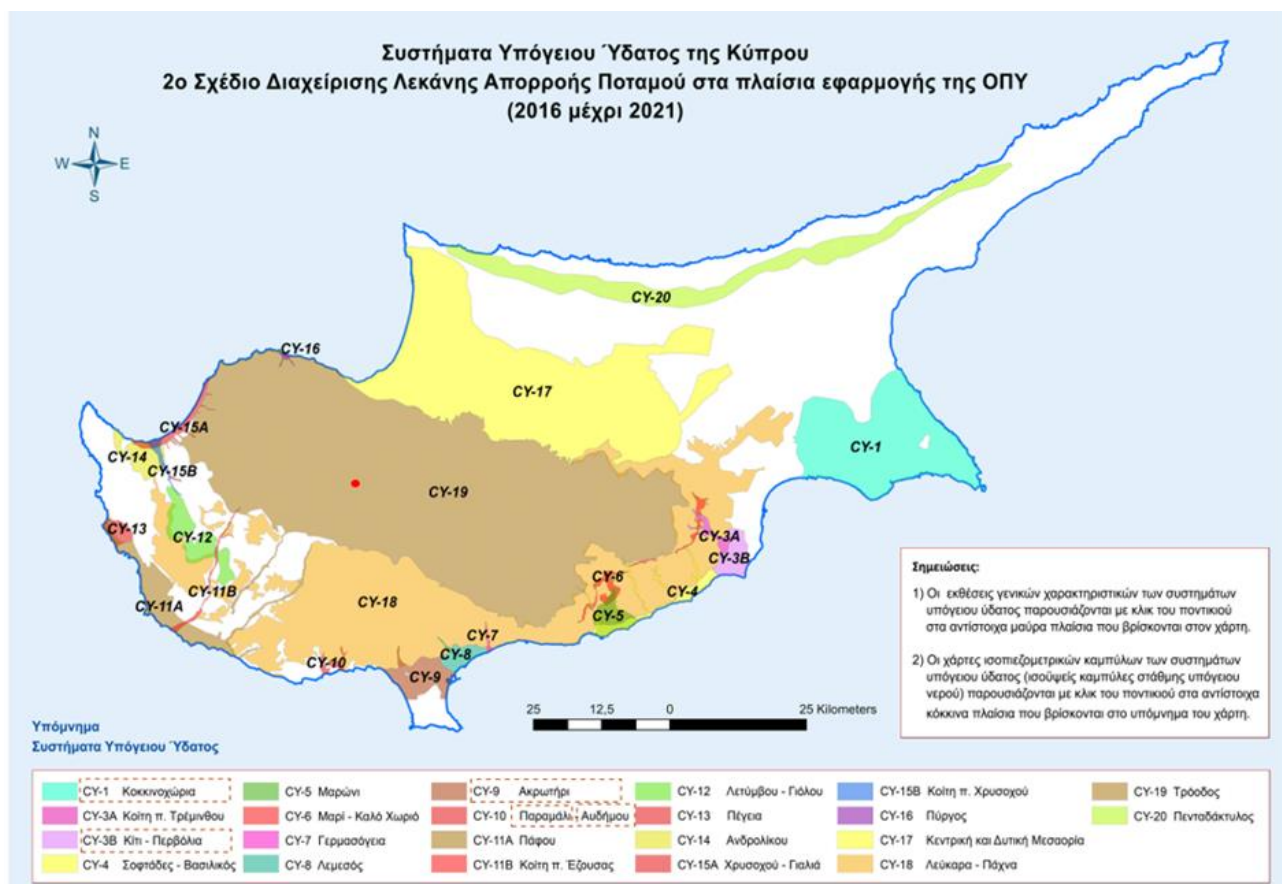 Συστήματα Υπόγειου Ύδατος της Κύπρου
2ο Σχέδιο Διαχείρισης Λεκάνης Απορροής Ποταμού στα πλαίσια εφαρμογής της ΟΠΥ
(2016 μέχρι 2021)
N
W E
S
CY-20
CY-16
CY-17
CY-15A
CY-1
CY-14
CY-15B
CY-19
CY-13
CY-12
CY-3A
CY-3B
CY-6
CY-11B
CY-4
CY-11A
CY-18
CY-5
CY-7
CY-8
CY-10
CY-9
25 12,5 0 25 Kilometers
Σημειώσεις:
1) Οι εκθέσεις γενικών χαρακτηριστικών των συστημάτων
υπόγειου ύδατος παρουσιάζονται με κλικ του ποντικιού
στα αντίστοιχα μαύρα πλαίσια που βρίσκονται στον χάρτη.
2) Οι χάρτες ισοπιεζομετρικών καμπύλων των συστημάτων
υπόγειου ύδατος (ισοϋψείς καμπύλες στάθμης υπόγειου
νερού) παρουσιάζονται με κλικ του ποντικιού στα αντίστοιχα
κόκκινα πλαίσια που βρίσκονται στο υπόμνημα του χάρτη.
Υπόμνημα
Συστήματα Υπόγειου Ύδατος
CY-1 Κοκκινοχώρια
CY-3A Κοίτη π. Τρέμινθου
CY-3B Κίτι - Περβόλια
CY-4 Σοφτάδες - Βασιλικός
CY-5 Μαρώνι
CY-6 Μαρί - Καλό Χωριό
CY-7 Γερμασόγεια
CY-8 Λεμεσός
CY-9 Ακρωτήρι
CY-10 Παραμάλι Αυδήμου
CY-11A Πάφου
CY-11B Κοίτη π. Έζουσας
CY-12 Λετύμβου - Γιόλου
CY-13 Πέγεια
CY-14 Ανδρολίκου
CY-15A Χρυσοχού - Γιαλιά
CY-15B Κοίτη π. Χρυσοχού
CY-16 Πύργος
CY-17 Κεντρική και Δυτική Μεσαορία
CY-18 Λεύκαρα - Πάχνα
CY-19 Τρόοδος
CY-20 Πενταδάκτυλος